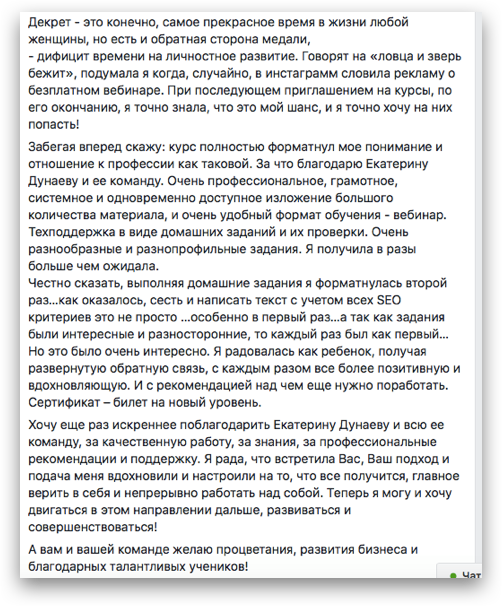 Декрет - это конечно, самое прекрасное время в жизни любой
женщины, но есть и обратная сторона медали,
- дифицит времени на личностное развитие. Говорят на «ловца и зверь
бежит», подумала я когда, случайно, в инстаграмм словила рекламу о
безплатном вебинаре. При последующем приглашением на курсы, по
его окончанию, я точно знала, что это мой шанс, и я точно хочу на них
попасть!
Забегая вперед скажу: курс полностью форматнул мое понимание и
отношение к профессии как таковой. За что благодарю Екатерину
Дунаеву и ее команду. Очень профессиональное, грамотное,
системное и одновременно доступное изложение большого
количества материала, и очень удобный формат обучения - вебинар.
Техподдержка в виде домашних заданий и их проверки. Очень
разнообразные и разнопрофильные задания. Я получила в разы
больше чем ожидала.
Честно сказать, выполняя домашние задания я форматнулась второй
раз...как оказалось, сесть и написать текст с учетом всех SEO
критериев это не просто ...особенно в первый раз...а так как задания
были интересные и разносторонние, то каждый раз был как первый...
Но это было очень интересно. Я радовалась как ребенок, получая
развернутую обратную связь, с каждым разом все более позитивную и
вдохновляющую. И с рекомендацией над чем еще нужно поработать.
Сертификат – билет на новый уровень.
Хочу еще раз искреннее поблагодарить Екатерину Дунаеву и всю ее
команду, за качественную работу, за знания, за профессиональные
рекомендации и поддержку. Я рада, что встретила Вас, Ваш подход и
подача меня вдохновили и настроили на то, что все получится, главное
верить в себя и непрерывно работать над собой. Теперь я могу и хочу
двигаться в этом направлении дальше, развиваться и
совершенствоваться!
А вам и вашей команде желаю процветания, развития бизнеса и
благодарных талантливых учеников!
Чат